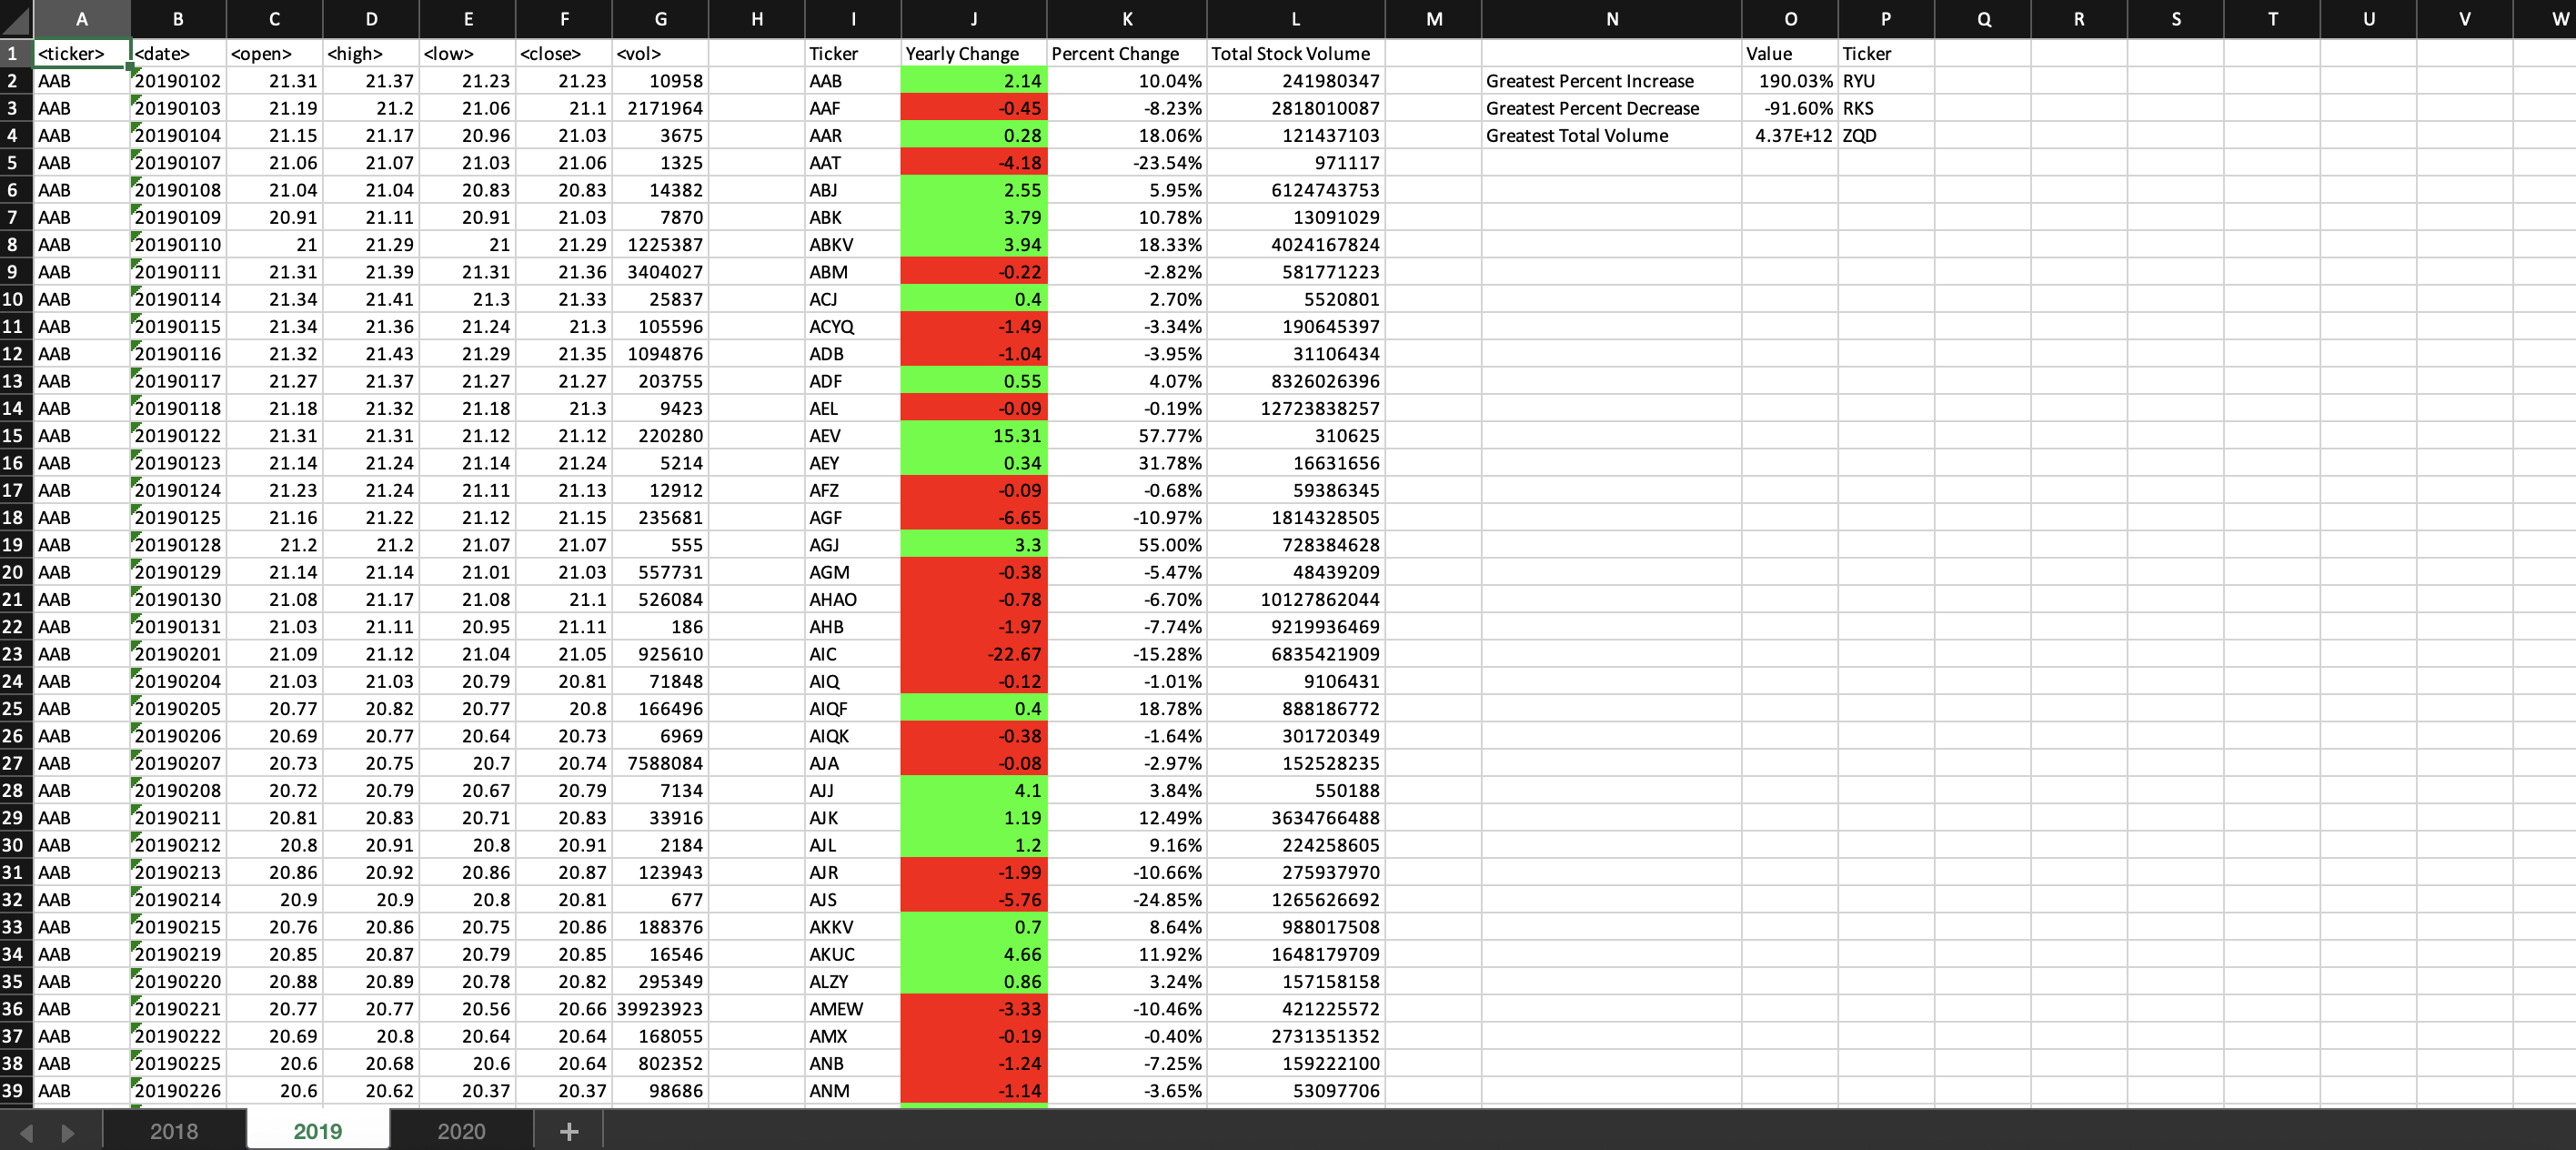 A B C D E F G H I J K L M N O P Q R S T U V W
1 <ticker> <date> <open> <high> <low> <close> <vol> Ticker Yearly Change Percent Change Total Stock Volume Value Ticker
2 AAB 20190102 21.31 21.37 21.23 21.23 10958 AAB 2.14 10.04% 241980347 Greatest Percent Increase 190.03% RYU
3 AAB 20190103 21.19 21.2 21.06 21.1 2171964 AAF -0.45 -8.23% 2818010087 Greatest Percent Decrease -91.60% RKS
4 AAB 20190104 21.15 21.17 20.96 21.03 3675 AAR 0.28 18.06% 121437103 Greatest Total Volume 4.37E+12 ZQD
5 AAB 20190107 21.06 21.07 21.03 21.06 1325 AAT -4.18 -23.54% 971117
6 AAB 20190108 21.04 21.04 20.83 20.83 14382 ABJ 2.55 5.95% 6124743753
7 AAB 20190109 20.91 21.11 20.91 21.03 7870 ABK 3.79 10.78% 13091029
8 AAB 20190110 21 21.29 21 21.29 1225387 ABKV 3.94 18.33% 4024167824
9 AAB 20190111 21.31 21.39 21.31 21.36 3404027 ABM -0.22 -2.82% 581771223
10 AAB 20190114 21.34 21.41 21.3 21.33 25837 ACJ 0.4 2.70% 5520801
11 AAB 20190115 21.34 21.36 21.24 21.3 105596 ACYQ -1.49 -3.34% 190645397
12 AAB 20190116 21.32 21.43 21.29 21.35 1094876 ADB -1.04 -3.95% 31106434
13 AAB 20190117 21.27 21.37 21.27 21.27 203755 ADF 0.55 4.07% 8326026396
14 AAB 20190118 21.18 21.32 21.18 21.3 9423 AEL -0.09 -0.19% 12723838257
15 AAB 20190122 21.31 21.31 21.12 21.12 220280 AEV 15.31 57.77% 310625
16 AAB 20190123 21.14 21.24 21.14 21.24 5214 AEY 0.34 31.78% 16631656
17 AAB 20190124 21.23 21.24 21.11 21.13 12912 AFZ -0.09 -0.68% 59386345
18 AAB 20190125 21.16 21.22 21.12 21.15 235681 AGF -6.65 -10.97% 1814328505
19 AAB 20190128 21.2 21.2 21.07 21.07 555 AGJ 3.3 55.00% 728384628
20 AAB 20190129 21.14 21.14 21.01 21.03 557731 AGM -0.38 -5.47% 48439209
21 AAB 20190130 21.08 21.17 21.08 21.1 526084 AHAO -0.78 -6.70% 10127862044
22 AAB 20190131 21.03 21.11 20.95 21.11 186 AHB -1.97 -7.74% 9219936469
23 AAB 20190201 21.09 21.12 21.04 21.05 925610 AIC -22.67 -15.28% 6835421909
24 AAB 20190204 21.03 21.03 20.79 20.81 71848 AIQ -0.12 -1.01% 9106431
25 AAB 20190205 20.77 20.82 20.77 20.8 166496 AIQF 0.4 18.78% 888186772
26 AAB 20190206 20.69 20.77 20.64 20.73 6969 AIQK -0.38 -1.64% 301720349
27 AAB 20190207 20.73 20.75 20.7 20.74 7588084 AJA -0.08 -2.97% 152528235
28 AAB 20190208 20.72 20.79 20.67 20.79 7134 AJJ 4.1 3.84% 550188
29 AAB 20190211 20.81 20.83 20.71 20.83 33916 AJK 1.19 12.49% 3634766488
30 AAB 20190212 20.8 20.91 20.8 20.91 2184 AJL 1.2 9.16% 224258605
31 AAB 20190213 20.86 20.92 20.86 20.87 123943 AJR -1.99 -10.66% 275937970
32 AAB 20190214 20.9 20.9 20.8 20.81 677 AJS -5.76 -24.85% 1265626692
33 AAB 20190215 20.76 20.86 20.75 20.86 188376 AKKV 0.7 8.64% 988017508
34 AAB 20190219 20.85 20.87 20.79 20.85 16546 AKUC 4.66 11.92% 1648179709
35 AAB 20190220 20.88 20.89 20.78 20.82 295349 ALZY 0.86 3.24% 157158158
36 AAB 20190221 20.77 20.77 20.56 20.66 39923923 AMEW -3.33 -10.46% 421225572
37 AAB 20190222 20.69 20.8 20.64 20.64 168055 AMX -0.19 -0.40% 2731351352
38 AAB 20190225 20.6 20.68 20.6 20.64 802352 ANB -1.24 -7.25% 159222100
39 AAB 20190226 20.6 20.62 20.37 20.37 98686 ANM -1.14 -3.65% 53097706
2018 2019 2020 +